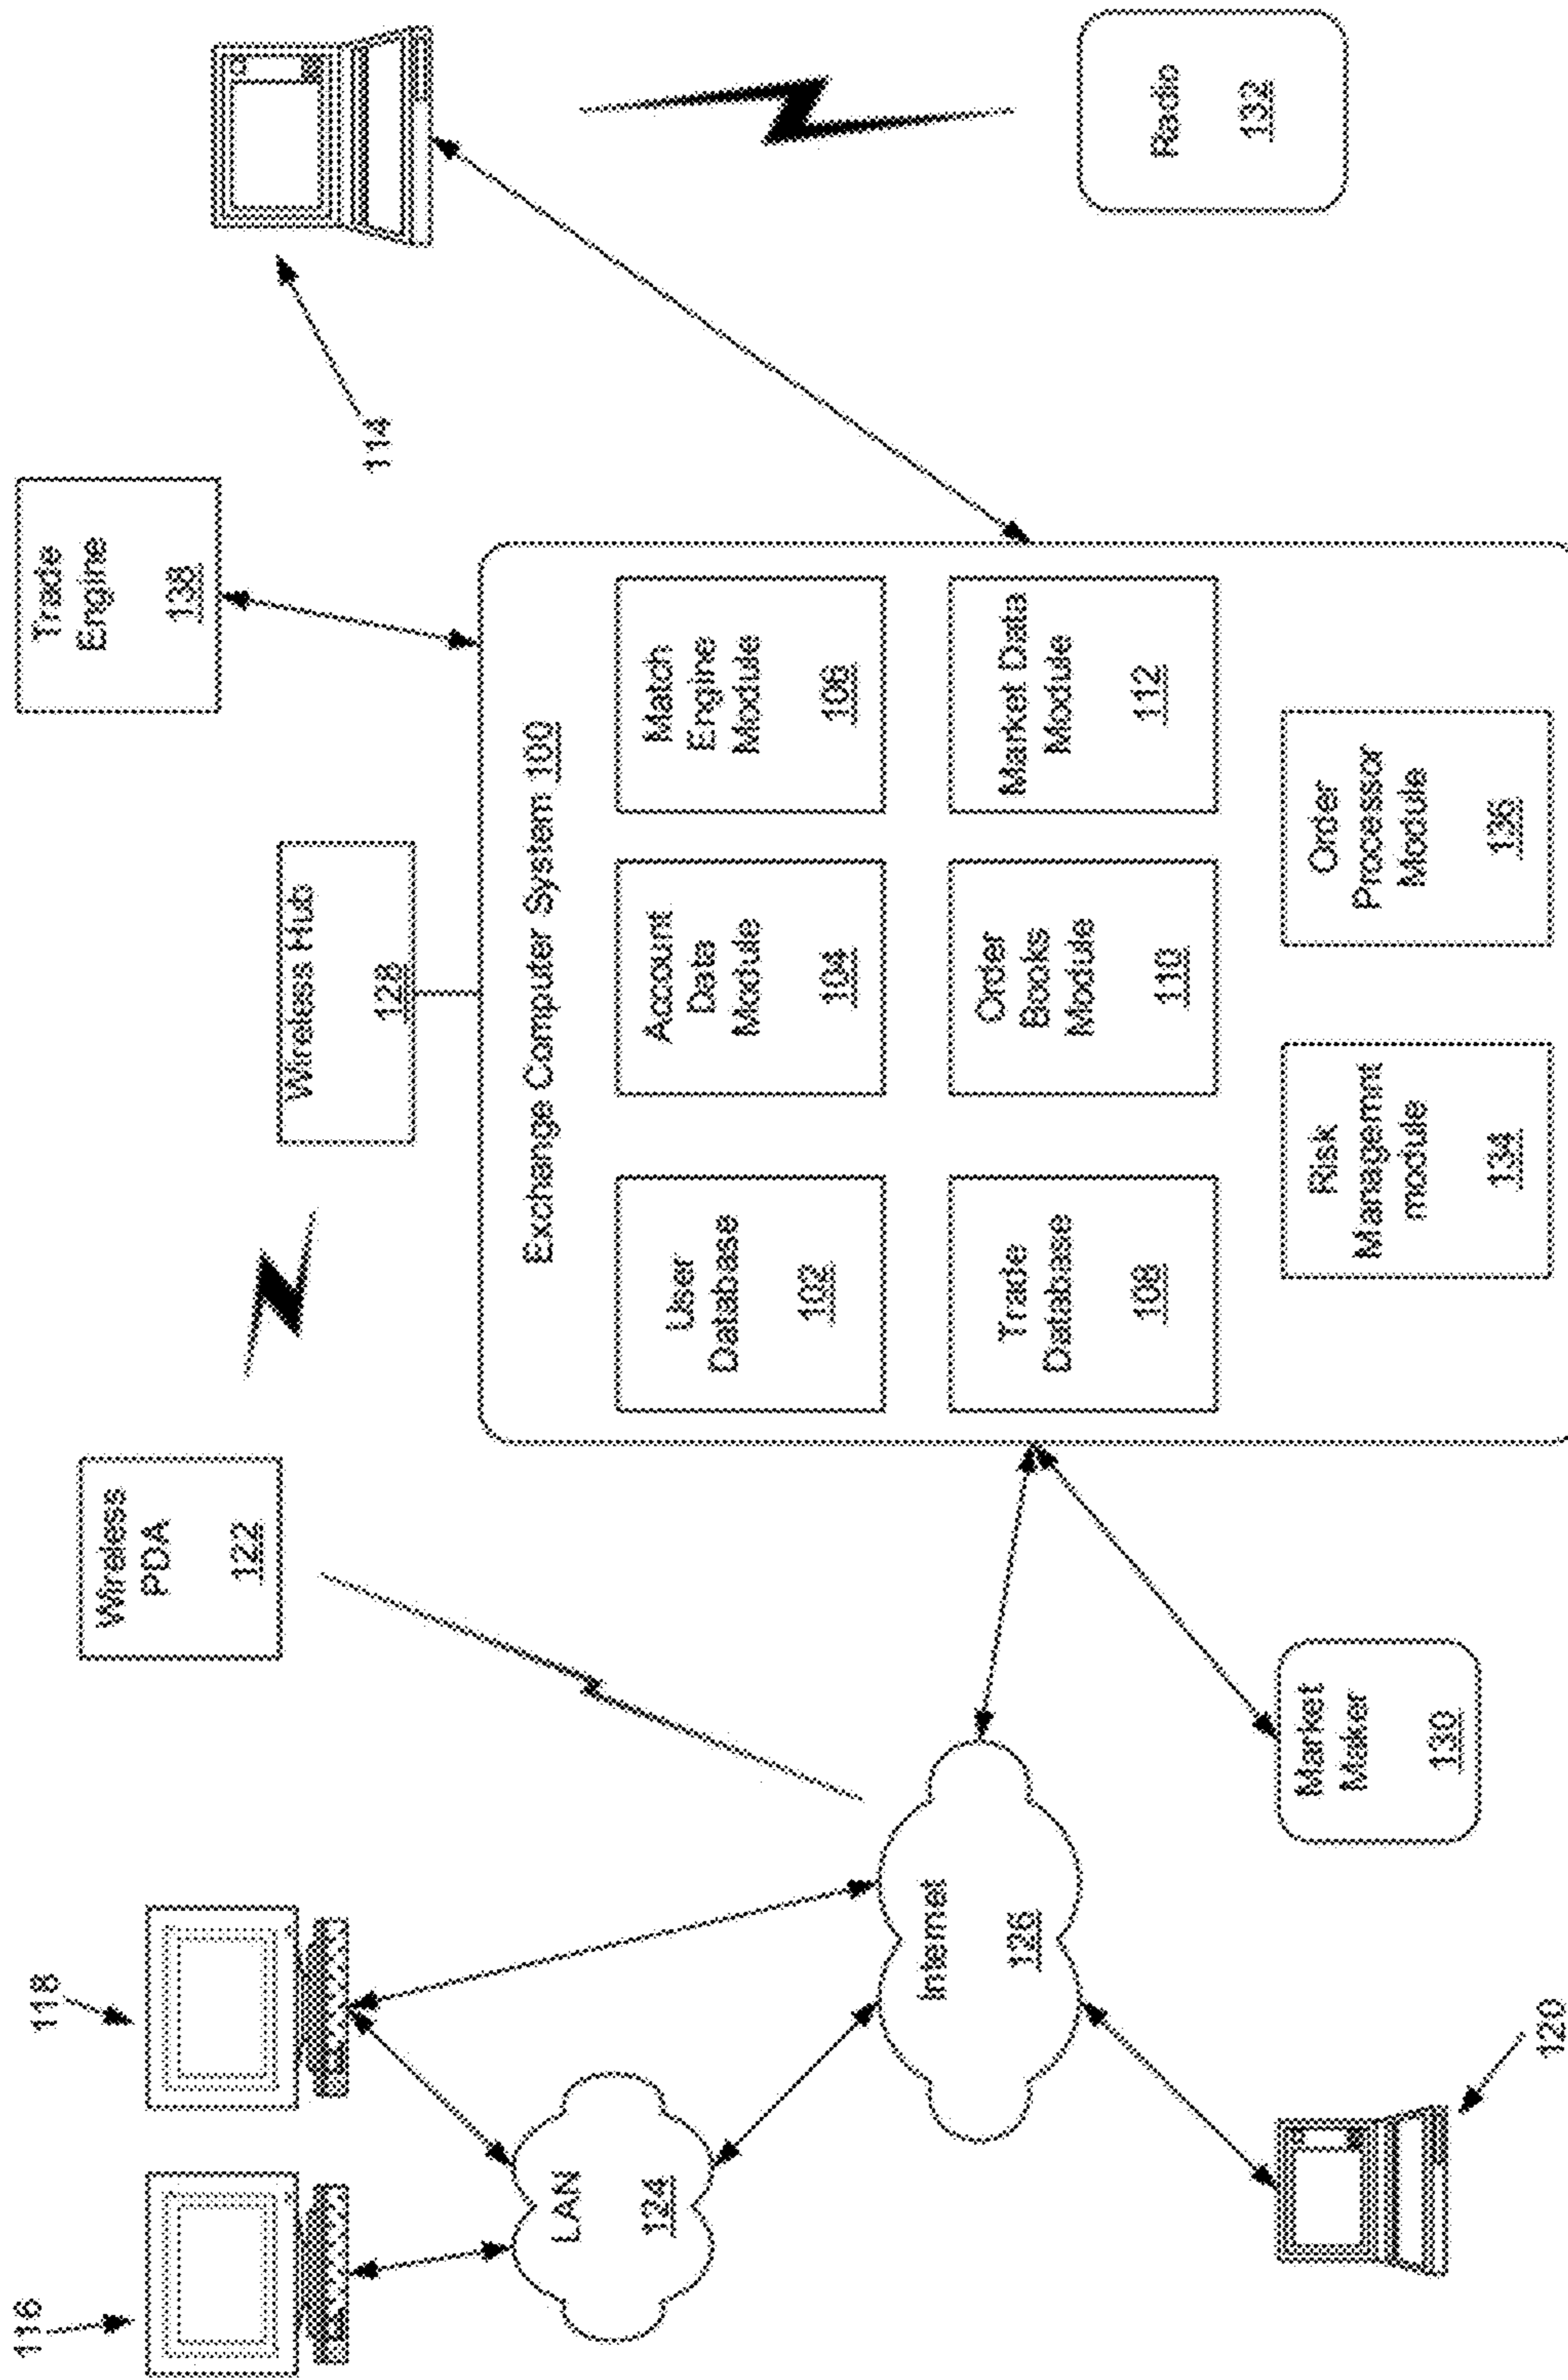 116
118
Wireless
PDA
122
Wireless Hub
128
Trade
Engine
138
114
LAN
124
Internet
126
Exchange Computer System 100
User
Database
102
Account
Date
Module
104
Match
Engine
Module
106
Trade
Database
108
Order
Books
Module
110
Market Data
Module
112
Risk
Managemnt
module
134
Order
Processor
Module
136
Market
Maker
130
120
Radio
132